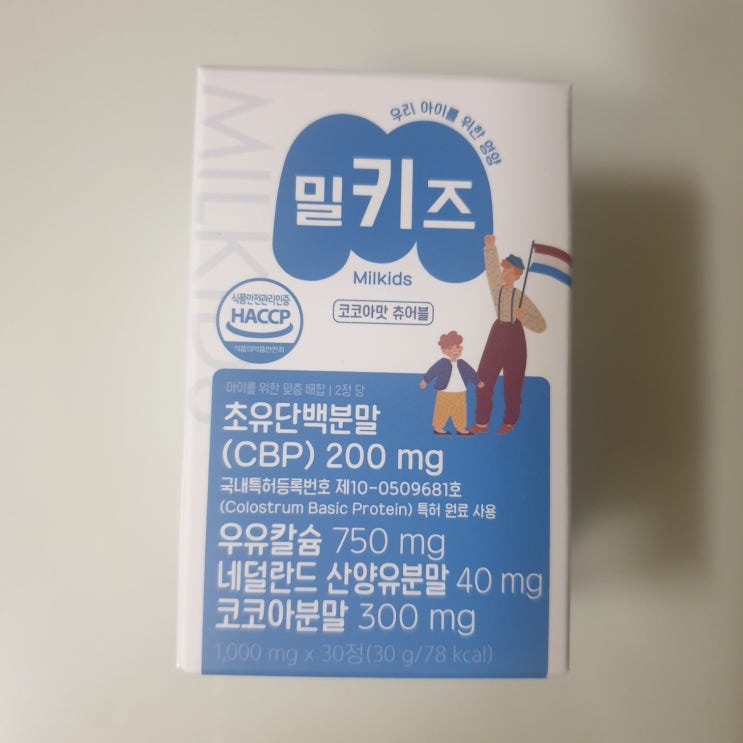 MILKIDS
우리 아이를 위한 영양
밀키즈
Milkids
코코아맛 츄어블
식품안전관리인증
HACCP
식품의약품안전처
아이를 위한 맞춤 배합 | 2정 당
초유단백분말
(CBP) 200 mg
국내특허등록번호 제10-0509681호
(Colostrum Basic Protein) 특허 원료 사용
우유칼슘 750 mg
네덜란드 산양유분말 40 mg
코코아분말 300 mg
1,000 mg x 30정(30 g/78 kcal)